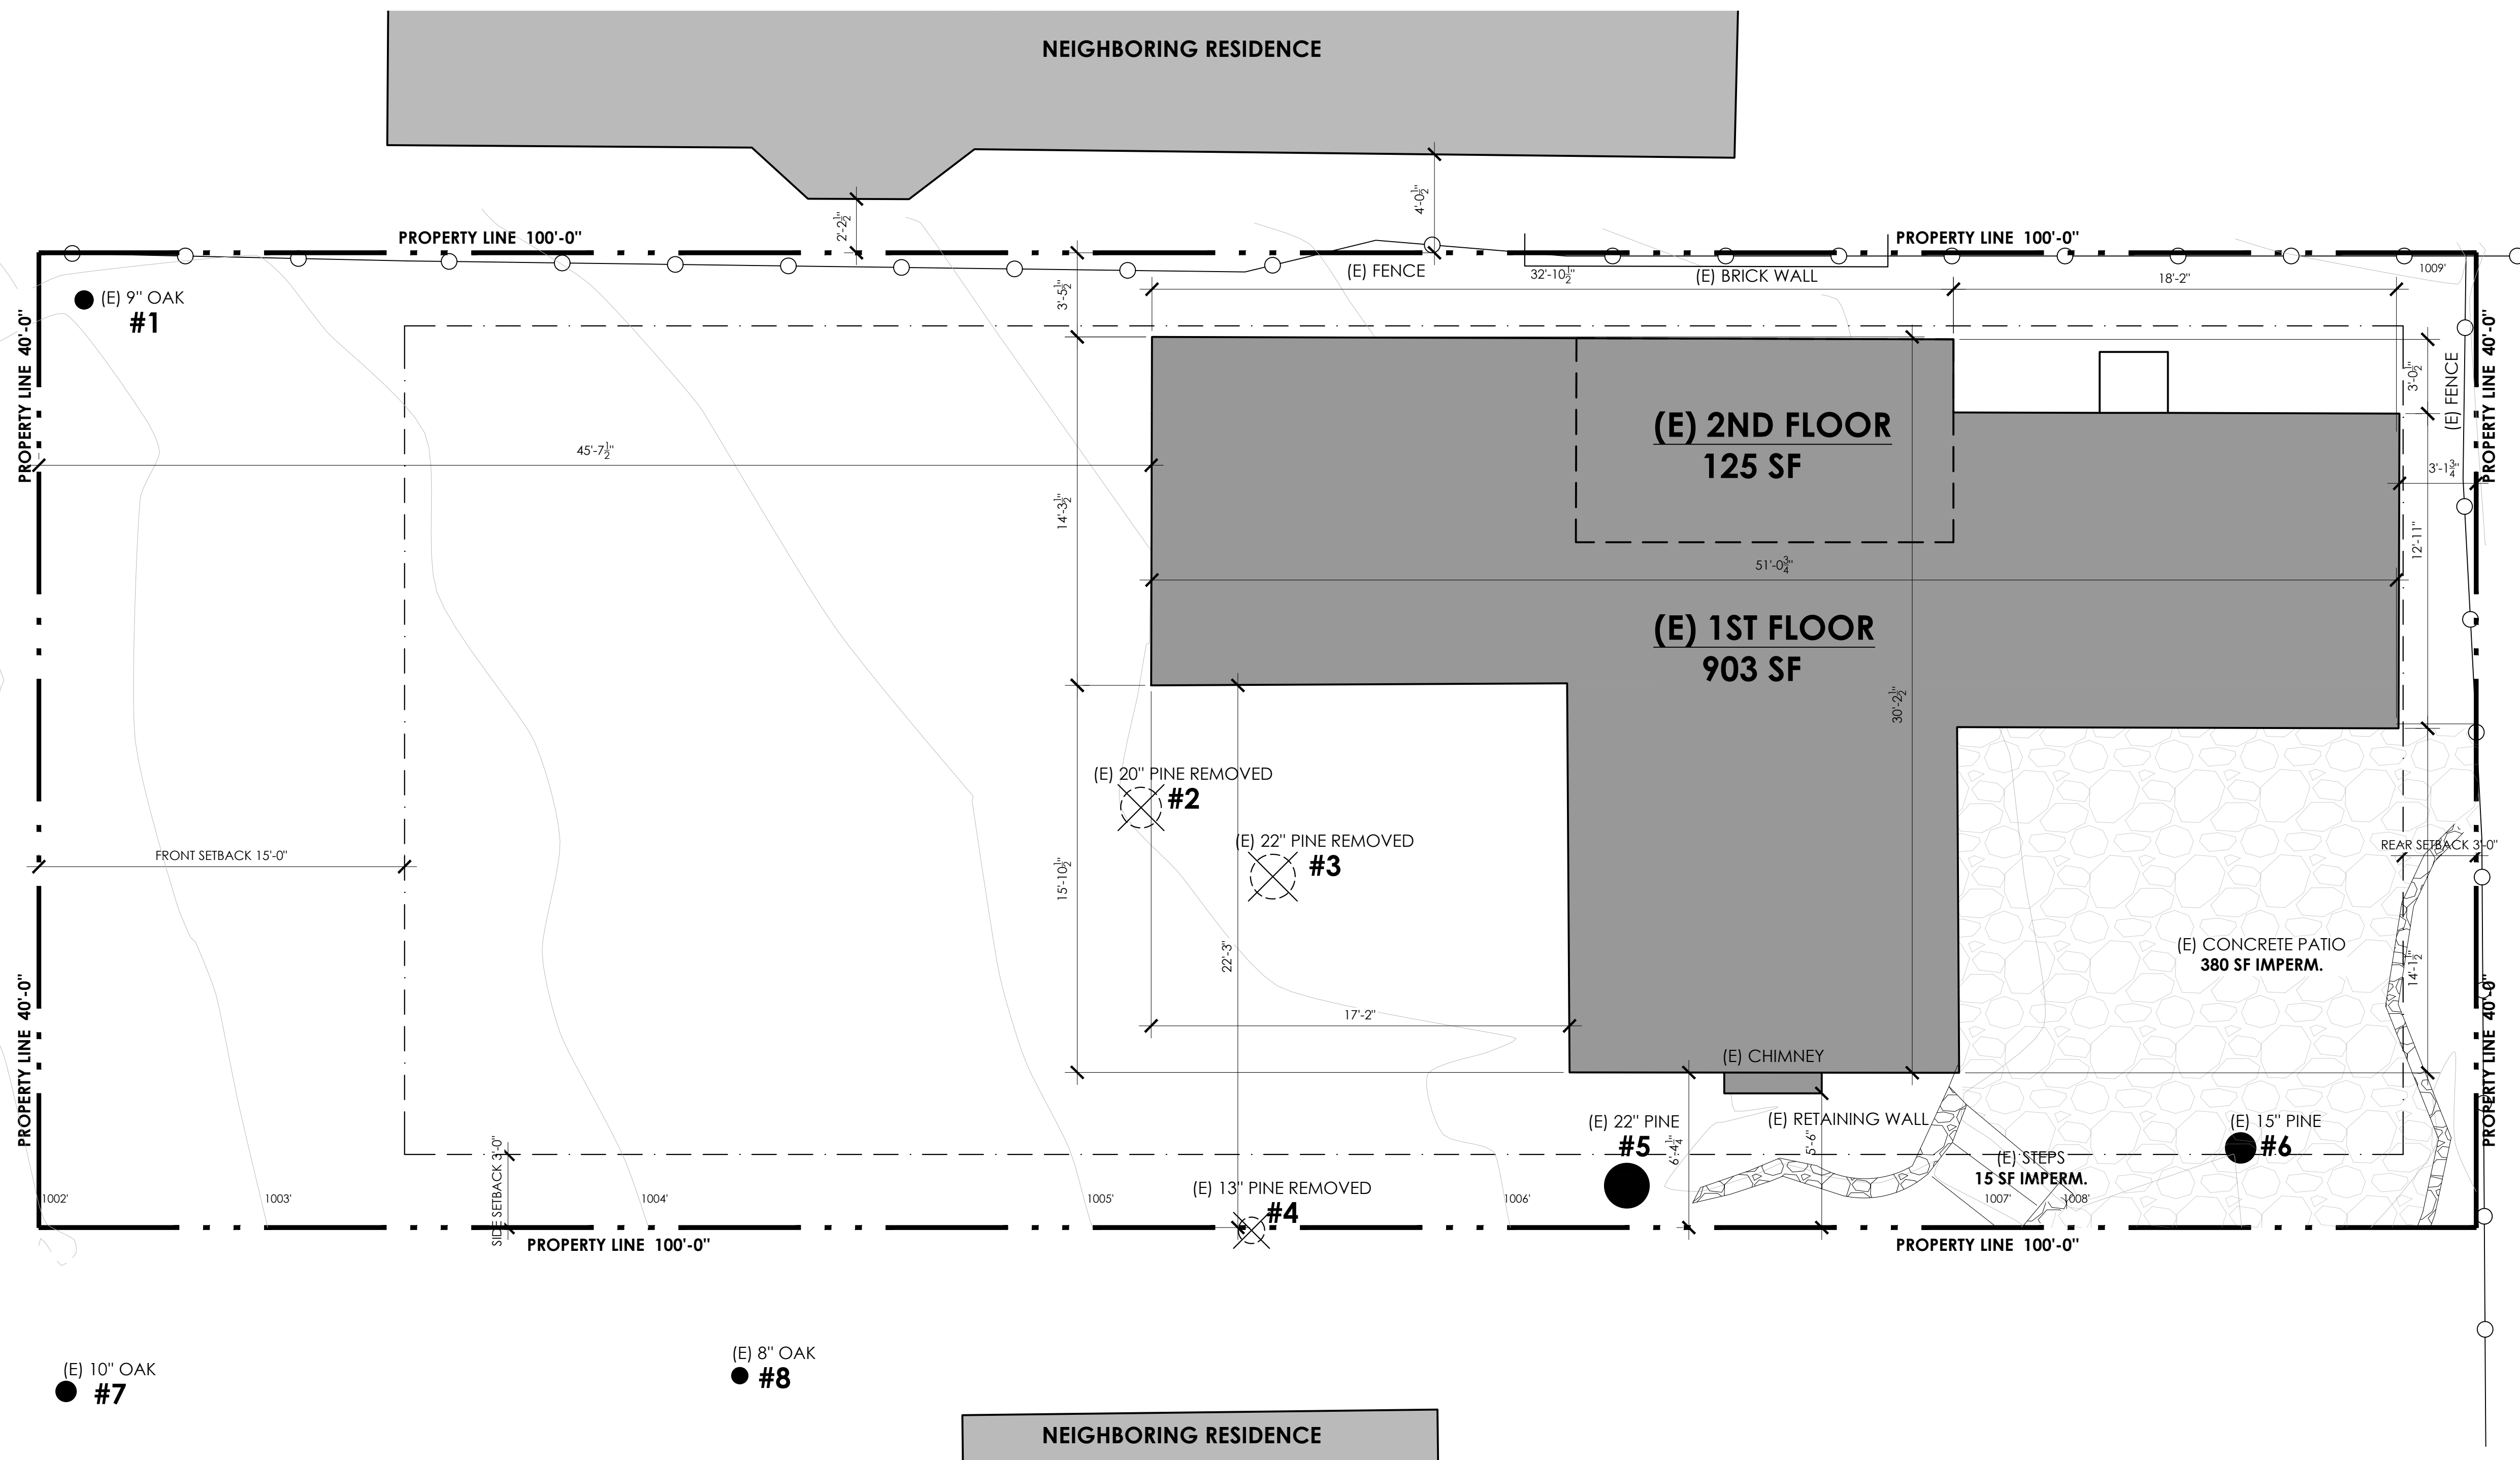 NEIGHBORING RESIDENCE
2'-2½"
4'-0½"
PROPERTY LINE  100'-0"
PROPERTY LINE  100'-0"
(E) FENCE
32'-10½"
(E) BRICK WALL
18'-2"
1009'
3'-5½"
(E) 9" OAK
#1
PROPERTY LINE  40'-0"
PROPERTY LINE  40'-0"
(E) FENCE
3'-0½"
(E) 2ND FLOOR
125 SF
45'-7½"
3'-1¾"
14'-3½"
12'-11"
51'-0¾"
(E) 1ST FLOOR
903 SF
30'-2½"
(E) 20" PINE REMOVED
#2
(E) 22" PINE REMOVED
#3
FRONT SETBACK 15'-0"
REAR SETBACK 3'-0"
15'-10½"
22'-3"
(E) CONCRETE PATIO
380 SF IMPERM.
14'-1½"
17'-2"
PROPERTY LINE  40'-0"
PROPERTY LINE  40'-0"
(E) CHIMNEY
(E) 22" PINE
#5
6'-4¼"
(E) RETAINING WALL
5'-6"
(E) 15" PINE
#6
(E) STEPS
15 SF IMPERM.
SIDE SETBACK 3'-0"
(E) 13" PINE REMOVED
#4
1002'
1003'
1004'
1005'
1006'
1007'
1008'
PROPERTY LINE  100'-0"
PROPERTY LINE  100'-0"
(E) 10" OAK
#7
(E) 8" OAK
#8
NEIGHBORING RESIDENCE